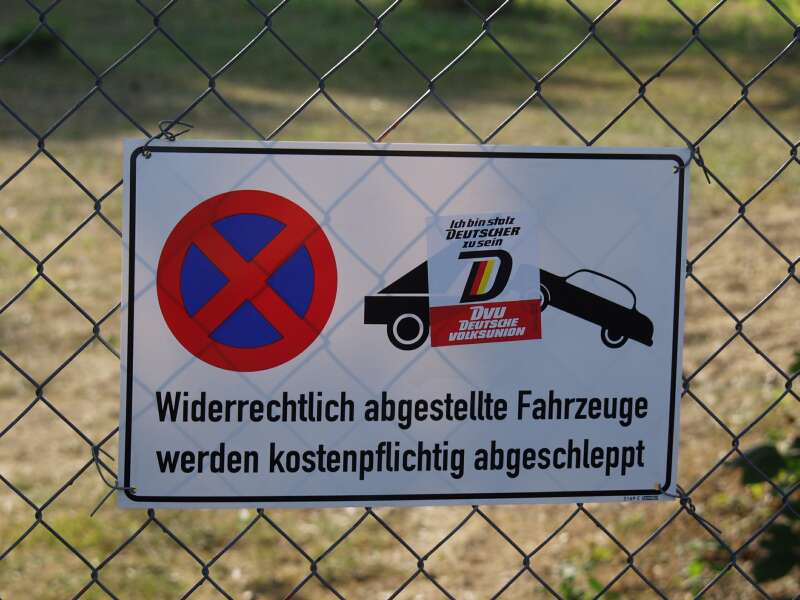 Ich bin stolz
DEUTSCHER
zu sein
D
DVU
DEUTSCHE
VOLKSUNION
Widerrechtlich abgestellte Fahrzeuge
werden kostenpflichtig abgeschleppt